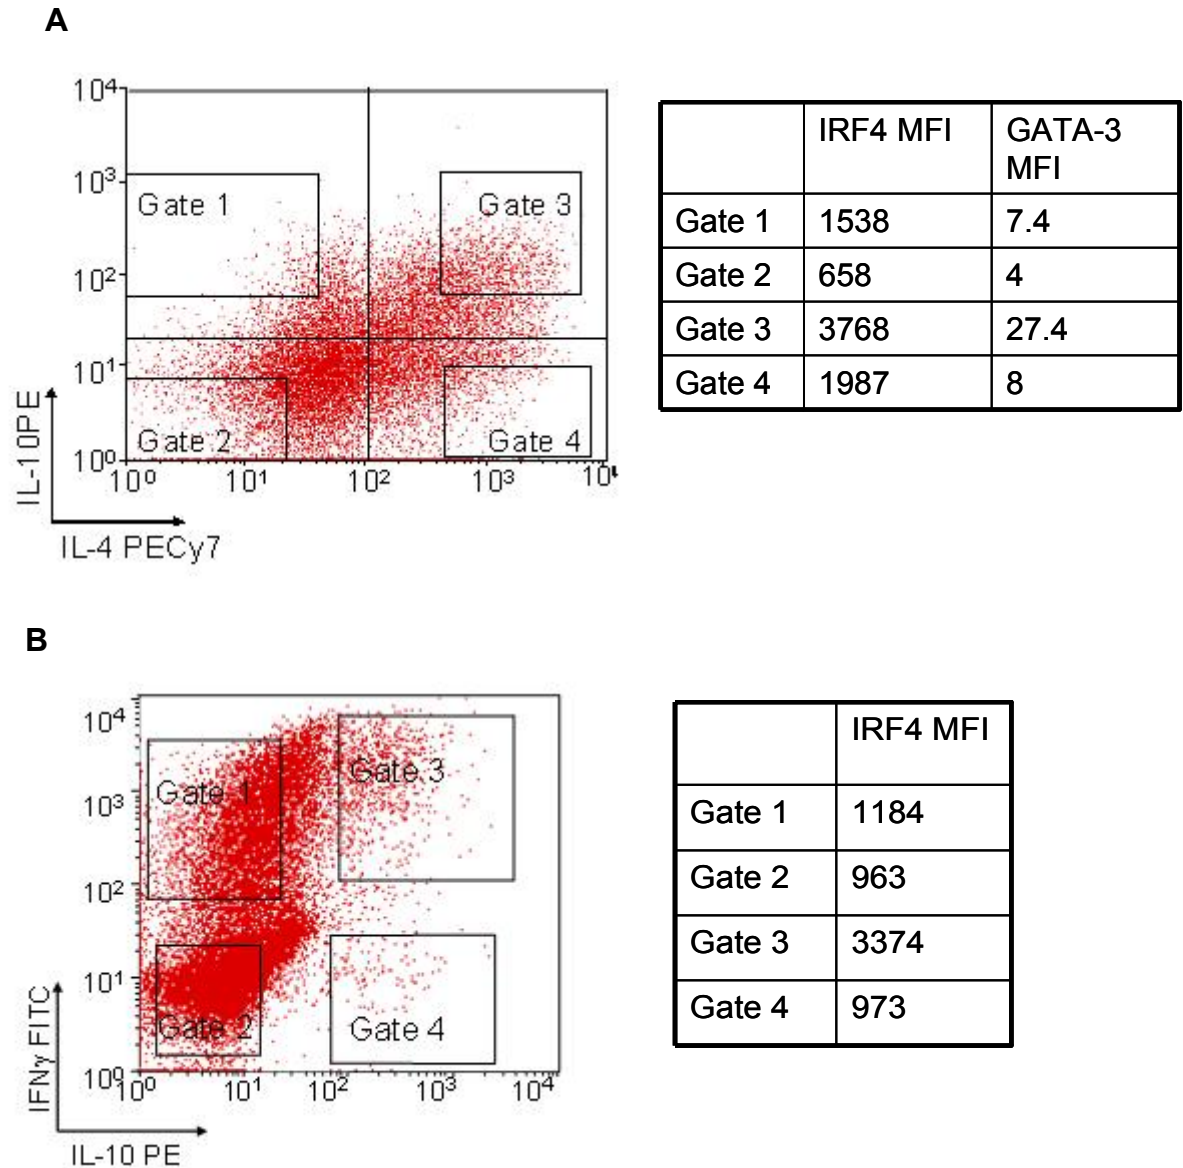 A
10⁴
10³
10²
10¹
10⁰
Gate 1
Gate 3
Gate 2
Gate 4
10⁰ 10¹ 10² 10³
IL-10PE
IL-4 PECy7
IRF4 MFI GATA-3
MFI
Gate 1 1538 7.4
Gate 2 658 4
Gate 3 3768 27.4
Gate 4 1987 8
B
10⁴
10³
10²
10¹
10⁰
Gate 1
Gate 3
Gate 2
Gate 4
10⁰ 10¹ 10² 10³ 10⁴
IFNγ FITC
IL-10 PE
IRF4 MFI
Gate 1 1184
Gate 2 963
Gate 3 3374
Gate 4 973